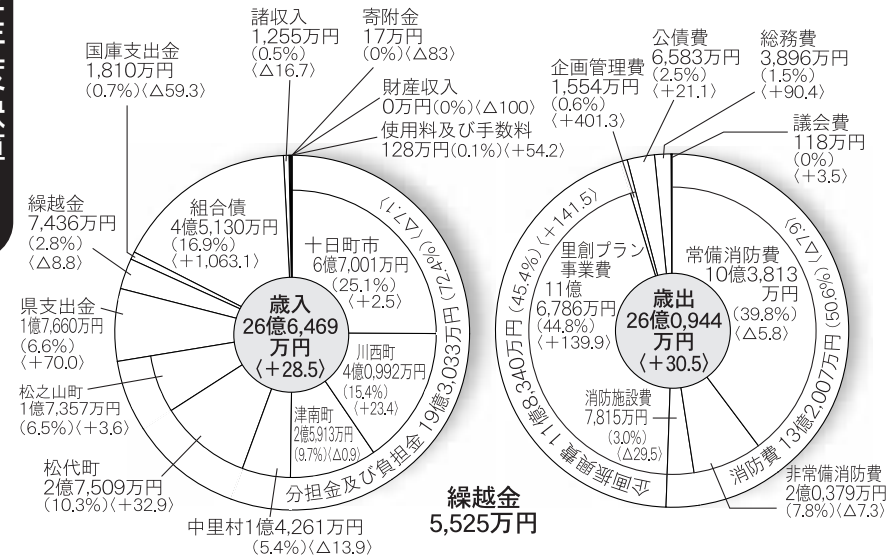 国庫支出金
1,810万円
(0.7%)〈△59.3〉
諸収入
1,255万円
(0.5%)
〈△16.7〉
寄附金
17万円
(0%)〈△83〉
財産収入
0万円(0%)〈△100〉
使用料及び手数料
128万円(0.1%)〈+54.2〉
繰越金
7,436万円
(2.8%)
〈△8.8〉
組合債
4億5,130万円
(16.9%)
〈+1,063.1〉
県支出金
1億7,660万円
(6.6%)
〈+70.0〉
松之山町
1億7,357万円
(6.5%)〈+3.6〉
松代町
2億7,509万円
(10.3%)〈+32.9〉
中里村1億4,261万円
(5.4%)〈△13.9〉
津南町
2億5,913万円
(9.7%)〈△0.9〉
川西町
4億0,992万円
(15.4%)
〈+23.4〉
十日町市
6億7,001万円
(25.1%)
〈+2.5〉
分担金及び負担金 19億3,033万円(72.4%)〈△7.1〉
歳入
26億6,469
万円
〈+28.5〉
繰越金
5,525万円
企画管理費
1,554万円
(0.6%)
〈+401.3〉
公債費
6,583万円
(2.5%)
〈+21.1〉
総務費
3,896万円
(1.5%)
〈+90.4〉
議会費
118万円
(0%)
〈+3.5〉
里創プラン
事業費
11億
6,786万円
(44.8%)
〈+139.9〉
企画振興費 11億8,340万円(45.4%)〈+141.5〉
常備消防費
10億3,813
万円
(39.8%)
〈△5.8〉
消防施設費
7,815万円
(3.0%)
〈△29.5〉
非常備消防費
2億0,379万円
(7.8%)〈△7.3〉
消防費 13億2,007万円(50.6%)〈△7.9〉
歳出
26億0,944
万円
〈+30.5〉